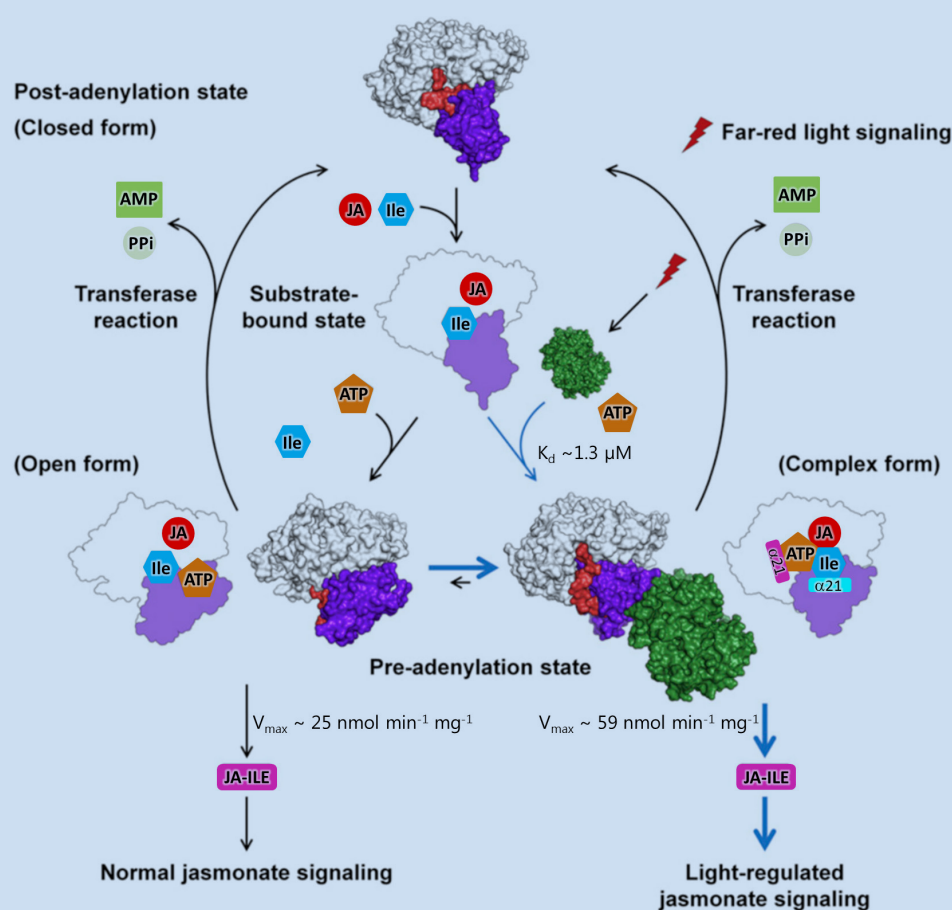 Post-adenylation state
(Closed form)
Far-red light signaling
AMP
PPi
JA
Ile
AMP
PPi
Transferase
reaction
Substrate-
bound state
JA
Ile
Transferase
reaction
ATP
Ile
ATP
K_d ~1.3 µM
(Open form)
(Complex form)
JA
Ile
ATP
JA
ATP
Ile
α21
α21
Pre-adenylation state
V_max ~ 25 nmol min⁻¹ mg⁻¹
V_max ~ 59 nmol min⁻¹ mg⁻¹
JA-ILE
JA-ILE
Normal jasmonate signaling
Light-regulated
jasmonate signaling